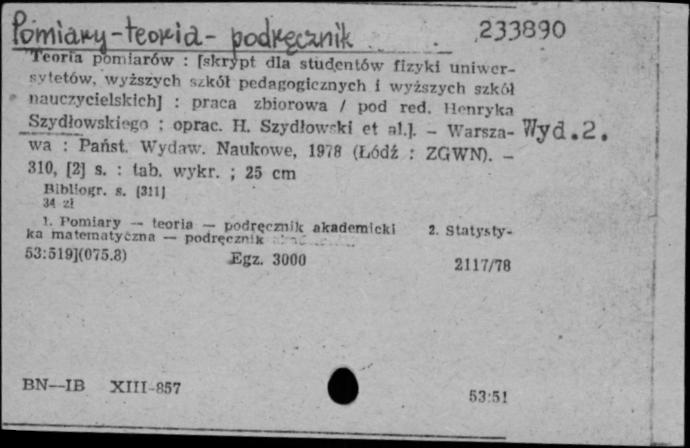 Pomiary-teoria-podręcznik 233890
Teoria pomiarów : [skrypt dla studentów fizyki uniwer-
sytetów, wyższych szkół pedagogicznych i wyższych szkół
nauczycielskich] : praca zbiorowa / pod red. Henryka
Szydłowskiego ; oprac. H. Szydłowski et al.]. - Warsza- Wyd.2.
wa : Państ. Wydaw. Naukowe, 1978 (Łódź : ZGWN). -
310, [2] s. : tab. wykr. ; 25 cm
Bibliogr. s. [311]
34 zł
1. Pomiary — teoria — podręcznik akademicki 2. Statysty-
ka matematyczna — podręcznik
53:519](075.8) Egz. 3000 2117/78
BN—IB XIII-857
53:51